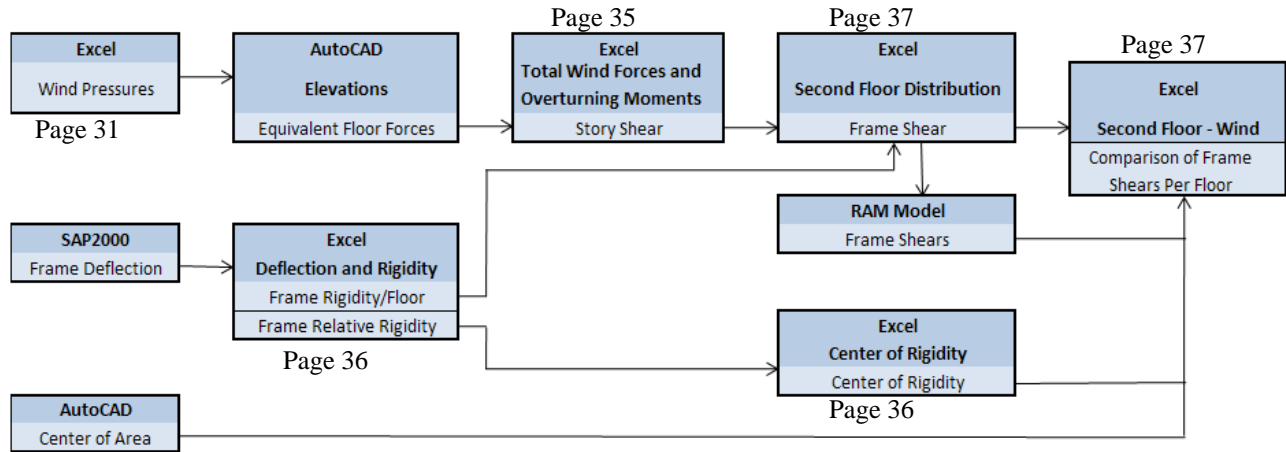 Page 35
Page 37
Page 37
Excel
Wind Pressures
Page 31
AutoCAD
Elevations
Equivalent Floor Forces
Excel
Total Wind Forces and
Overturning Moments
Story Shear
Excel
Second Floor Distribution
Frame Shear
Excel
Second Floor - Wind
Comparison of Frame
Shears Per Floor
RAM Model
Frame Shears
SAP2000
Frame Deflection
Excel
Deflection and Rigidity
Frame Rigidity/Floor
Frame Relative Rigidity
Page 36
Excel
Center of Rigidity
Center of Rigidity
Page 36
AutoCAD
Center of Area